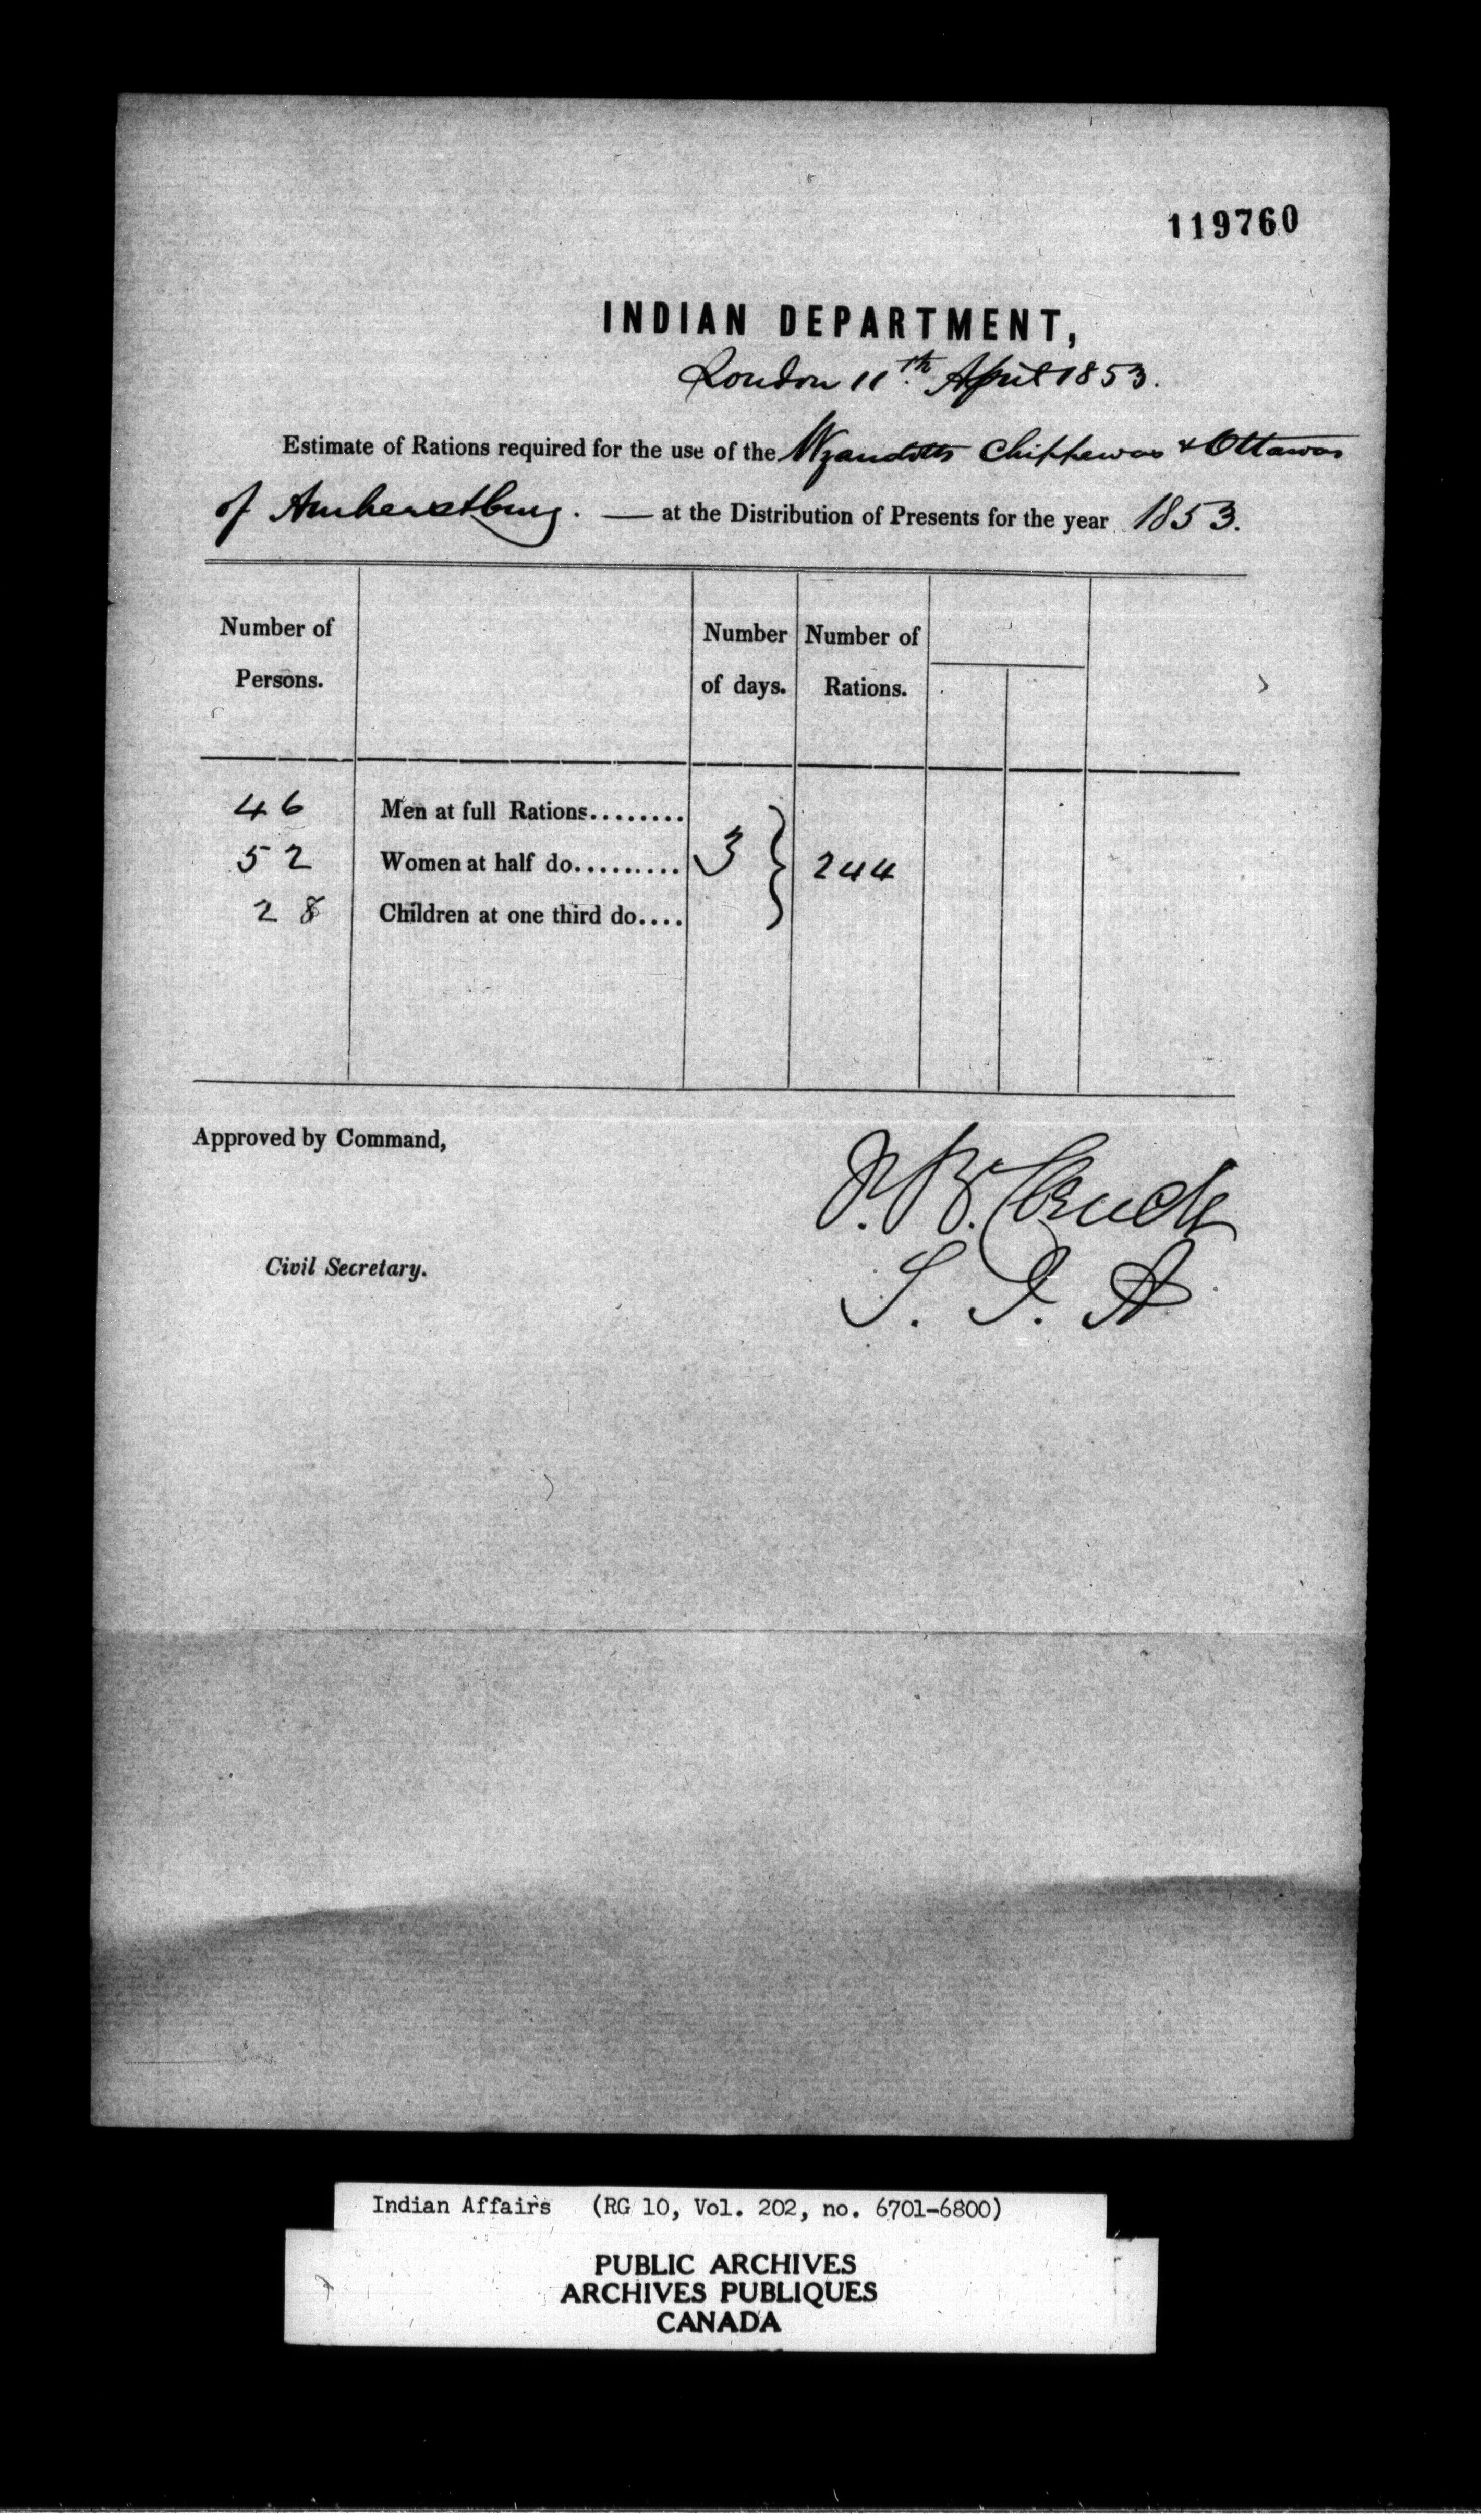 119760
INDIAN DEPARTMENT,
London 11th April 1853.
Estimate of Rations required for the use of the Wyandotts Chippewas & Ottawas
of Amherstburg. — at the Distribution of Presents for the year 1853.
Number of Persons.
Number of days.
Number of Rations.
46 Men at full Rations........
52 Women at half do.........
28 Children at one third do....
3 } 244
Approved by Command,
Civil Secretary.
S. I. A
Indian Affairs (RG 10, Vol. 202, no. 6701-6800)
PUBLIC ARCHIVES
ARCHIVES PUBLIQUES
CANADA